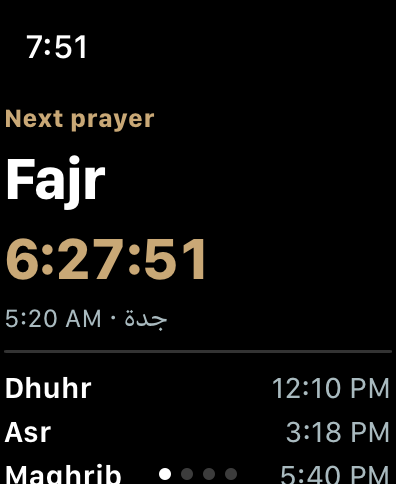 7:51
Next prayer
Fajr
6:27:51
5:20 AM · جدة
Dhuhr 12:10 PM
Asr 3:18 PM
Maghrib 5:40 PM